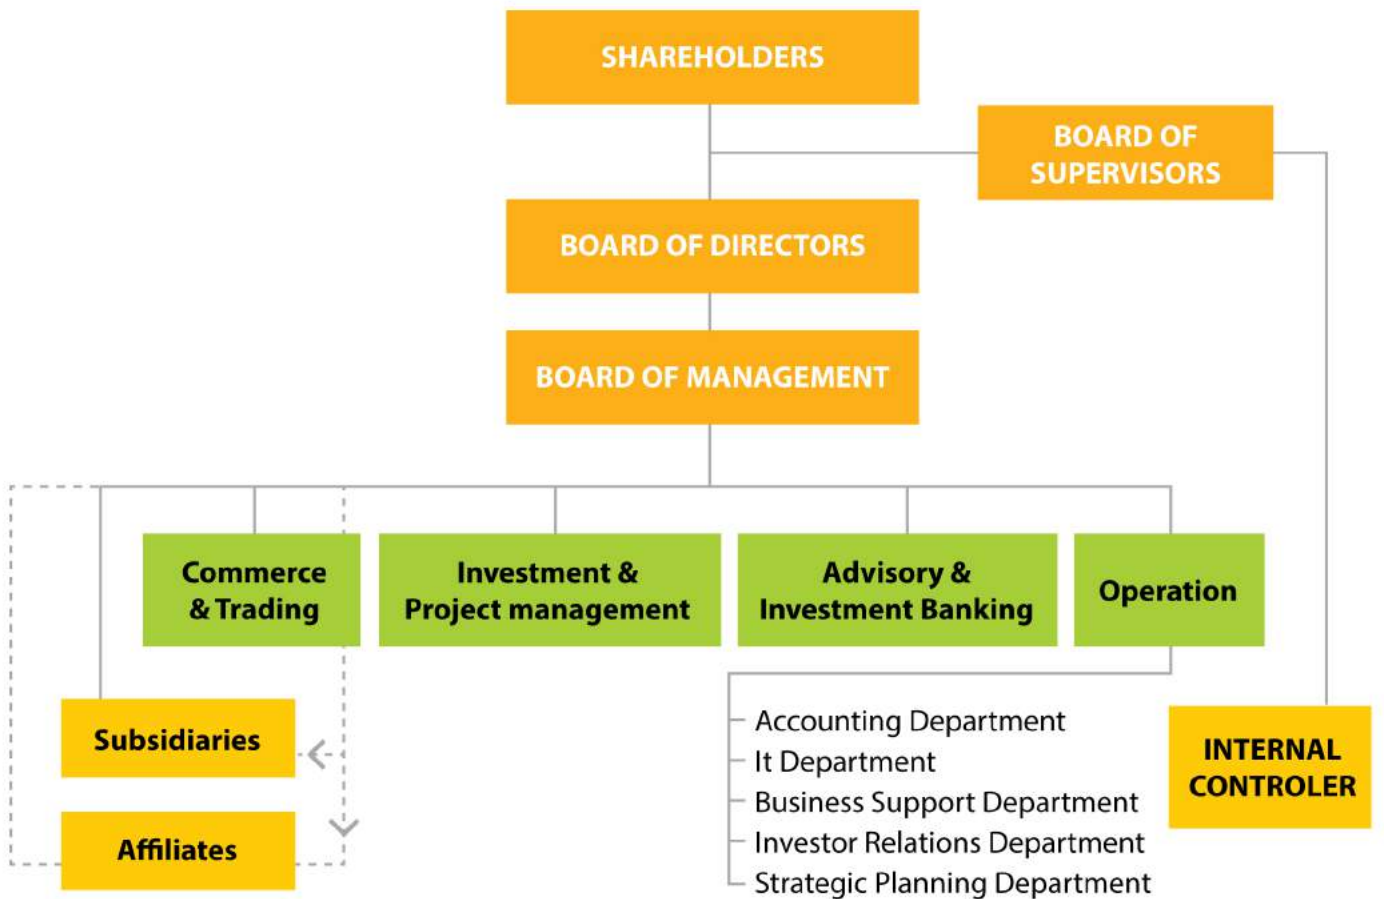 SHAREHOLDERS
BOARD OF
SUPERVISORS
BOARD OF DIRECTORS
BOARD OF MANAGEMENT
Commerce
& Trading
Investment &
Project management
Advisory &
Investment Banking
Operation
Subsidiaries
Affiliates
Accounting Department
It Department
Business Support Department
Investor Relations Department
Strategic Planning Department
INTERNAL
CONTROLER